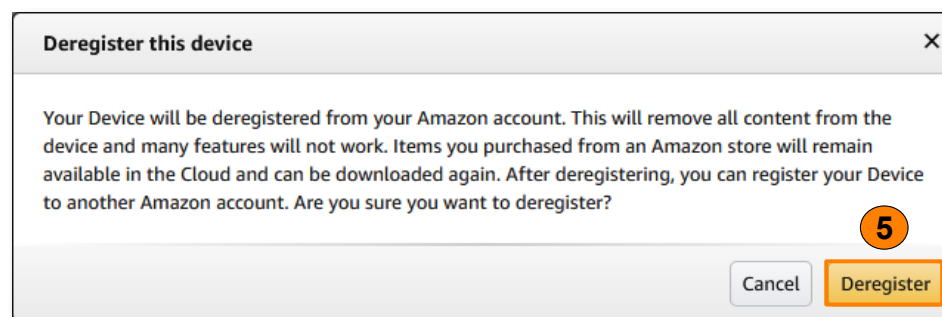 Deregister this device
×
Your Device will be deregistered from your Amazon account. This will remove all content from the
device and many features will not work. Items you purchased from an Amazon store will remain
available in the Cloud and can be downloaded again. After deregistering, you can register your Device
to another Amazon account. Are you sure you want to deregister?
5
Cancel
Deregister